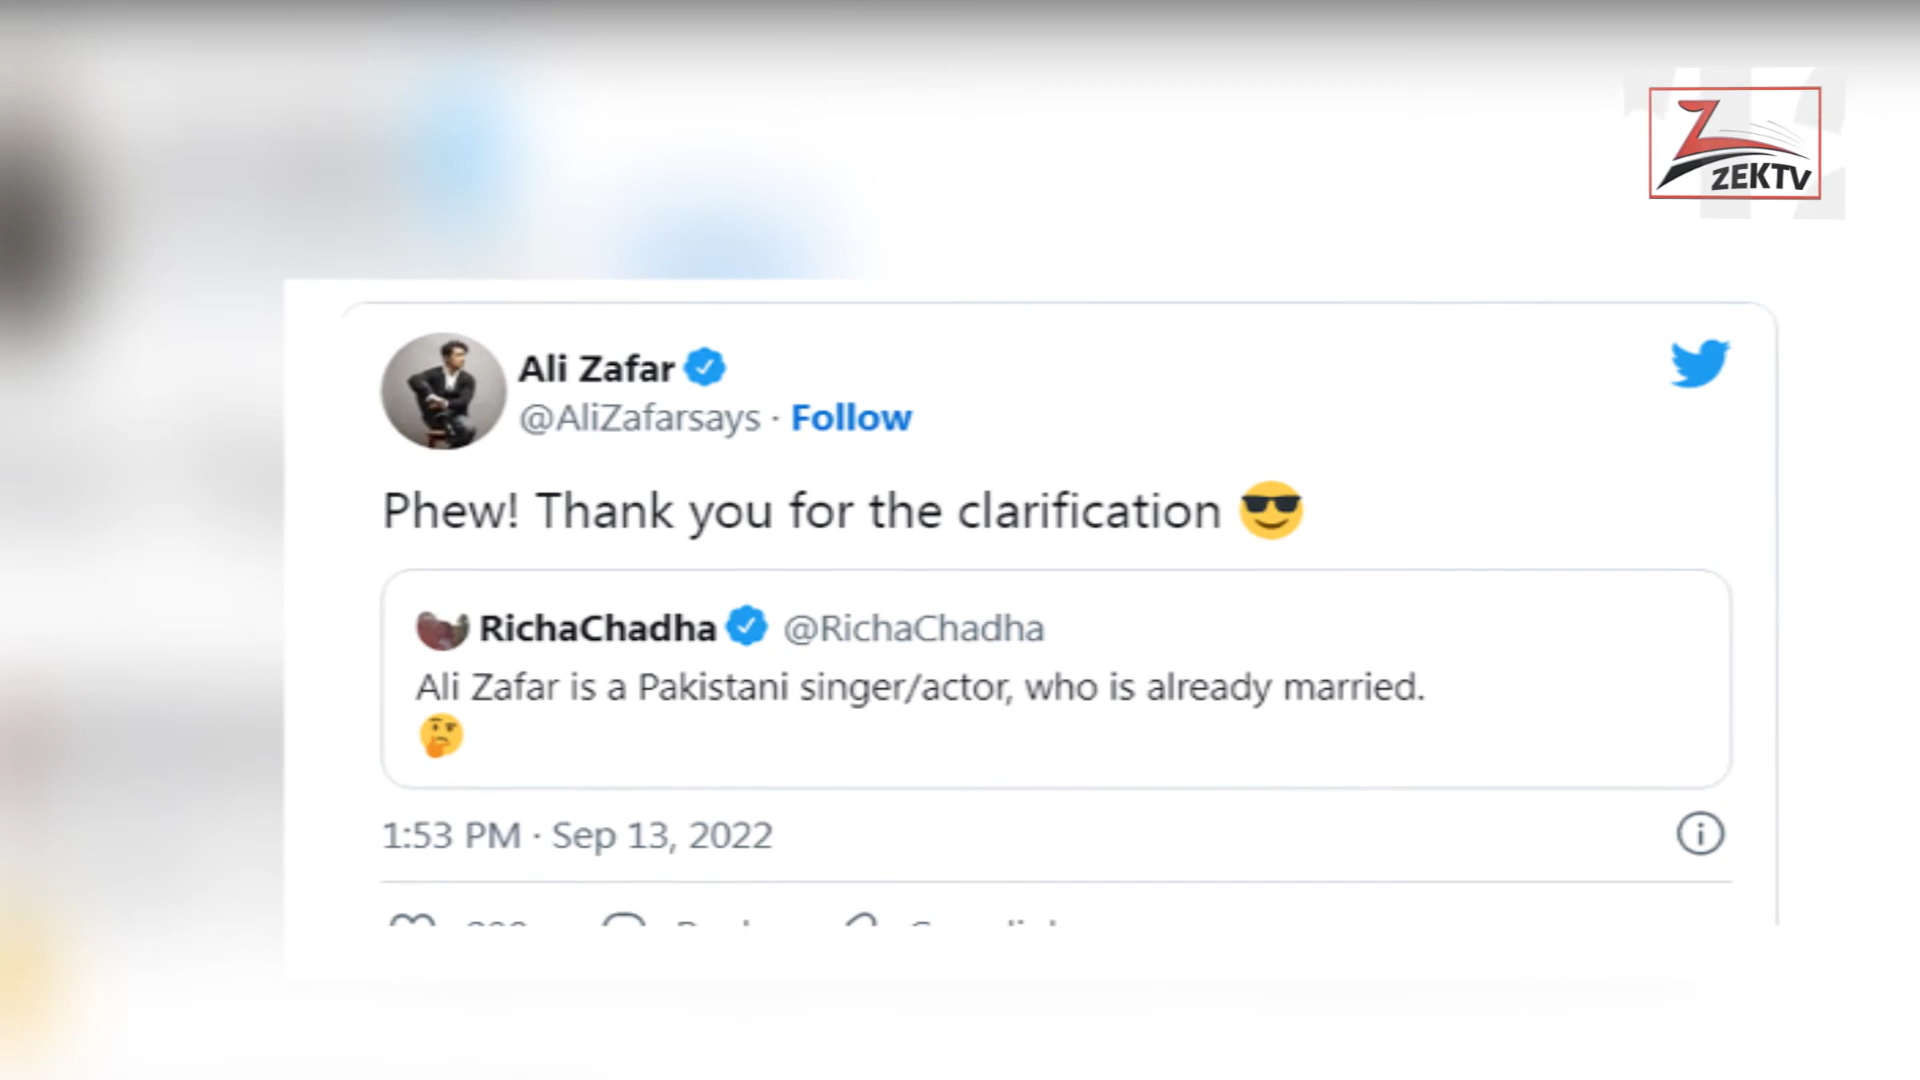 ZEKTV
Ali Zafar
@AliZafarsays · Follow
Phew! Thank you for the clarification 😎
RichaChadha @RichaChadha
Ali Zafar is a Pakistani singer/actor, who is already married.
🤔
1:53 PM · Sep 13, 2022